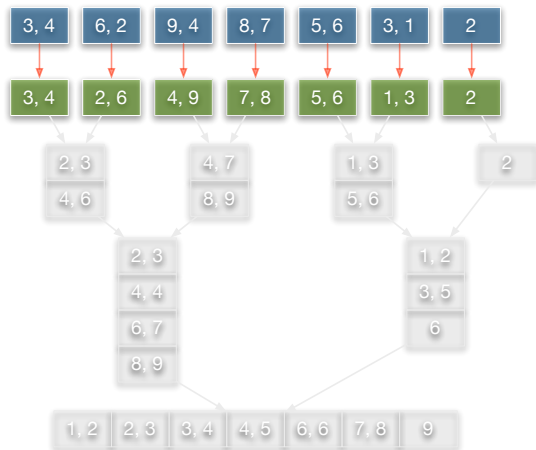 3, 4 6, 2 9, 4 8, 7 5, 6 3, 1 2
3, 4 2, 6 4, 9 7, 8 5, 6 1, 3 2
2, 3 4, 7 1, 3 2
4, 6 8, 9 5, 6
2, 3 1, 2
4, 4 3, 5
6, 7 6
8, 9
1, 2 2, 3 3, 4 4, 5 6, 6 7, 8 9